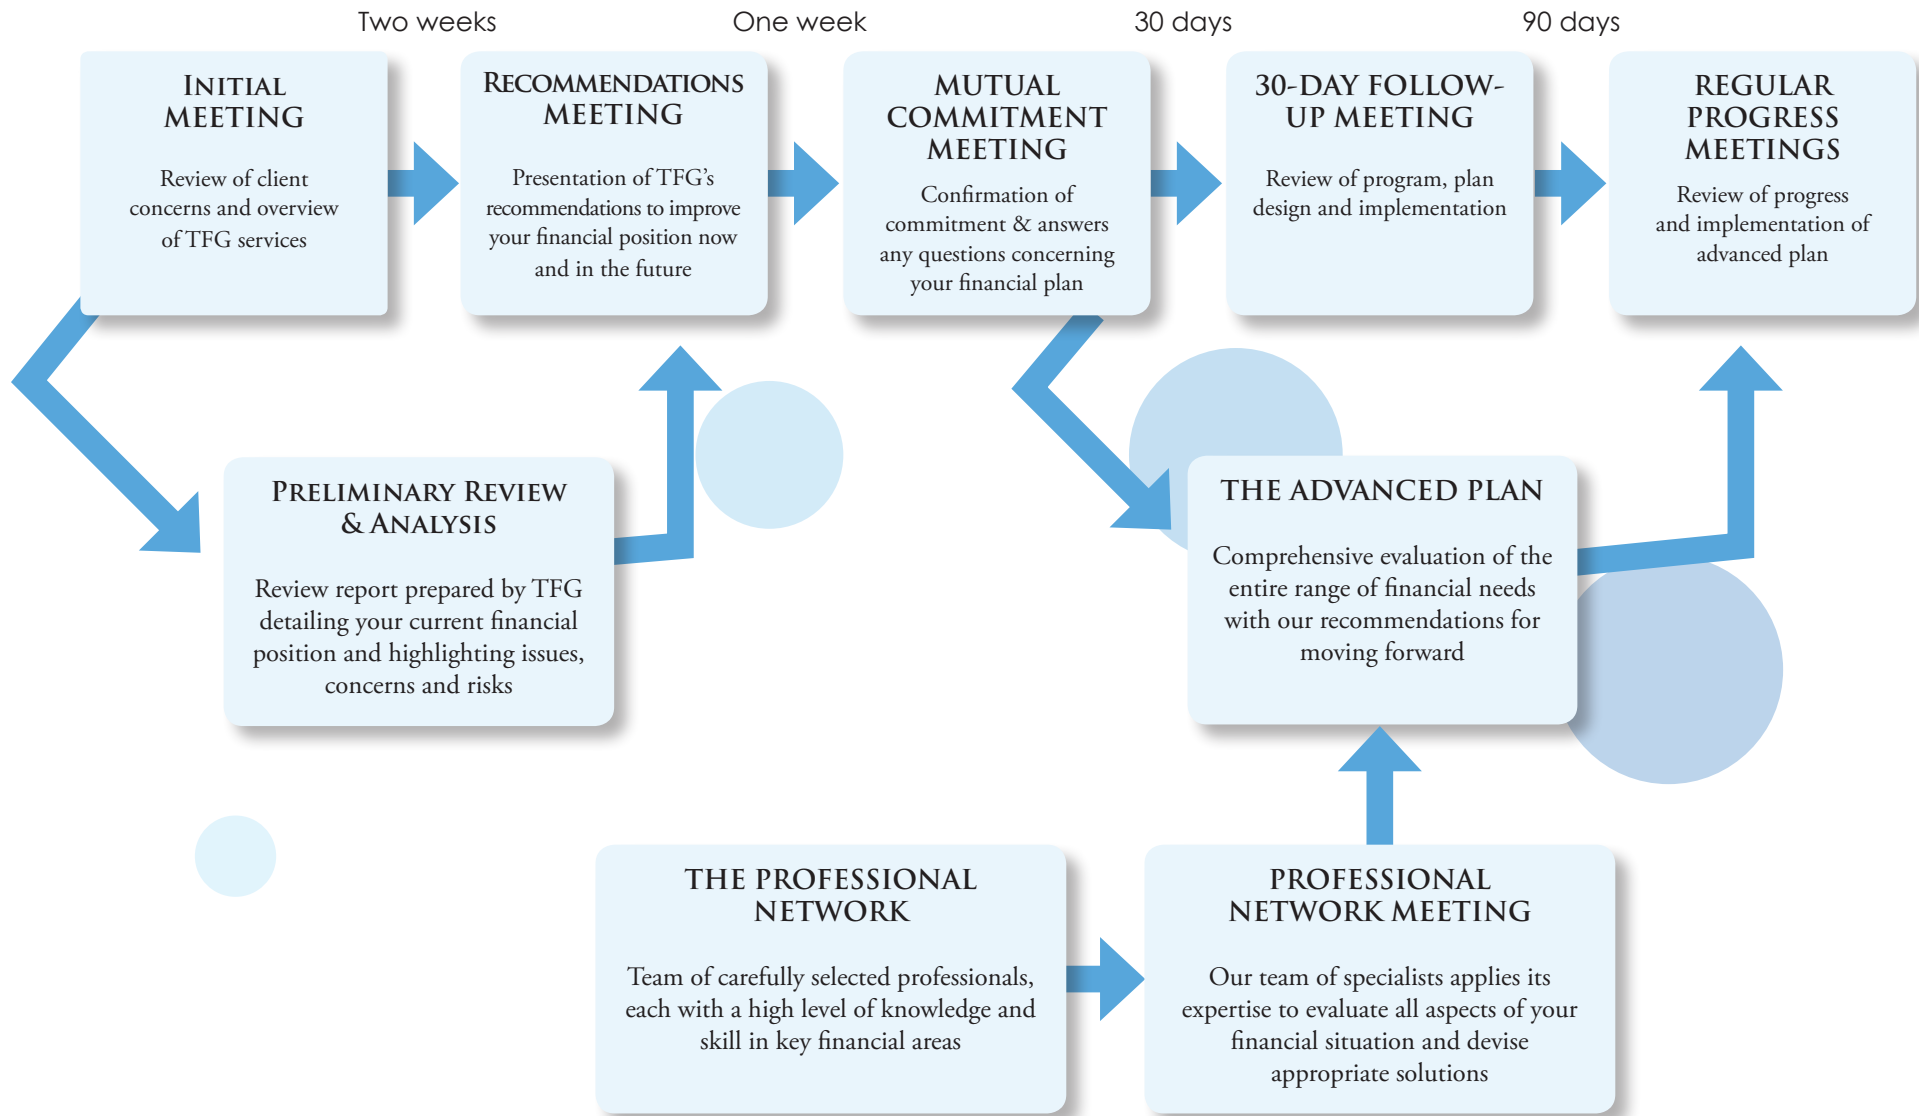 Two weeks
One week
30 days
90 days
INITIAL
MEETING
Review of client
concerns and overview
of TFG services
RECOMMENDATIONS
MEETING
Presentation of TFG's
recommendations to improve
your financial position now
and in the future
MUTUAL
COMMITMENT
MEETING
Confirmation of
commitment & answers
any questions concerning
your financial plan
30-DAY FOLLOW-
UP MEETING
Review of program, plan
design and implementation
REGULAR
PROGRESS
MEETINGS
Review of progress
and implementation of
advanced plan
PRELIMINARY REVIEW
& ANALYSIS
Review report prepared by TFG
detailing your current financial
position and highlighting issues,
concerns and risks
THE ADVANCED PLAN
Comprehensive evaluation of the
entire range of financial needs
with our recommendations for
moving forward
THE PROFESSIONAL
NETWORK
Team of carefully selected professionals,
each with a high level of knowledge and
skill in key financial areas
PROFESSIONAL
NETWORK MEETING
Our team of specialists applies its
expertise to evaluate all aspects of your
financial situation and devise
appropriate solutions